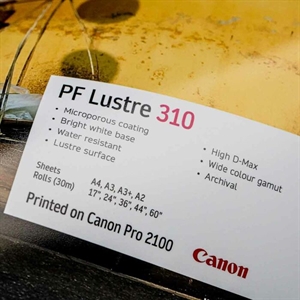 PF Lustre 310
• Microporous coating
• Bright white base
• Water resistant
• Lustre surface
• High D-Max
• Wide colour gamut
• Archival
Sheets A4, A3, A3+, A2
Rolls (30m) 17", 24", 36", 44", 60"
Printed on Canon Pro 2100
Canon